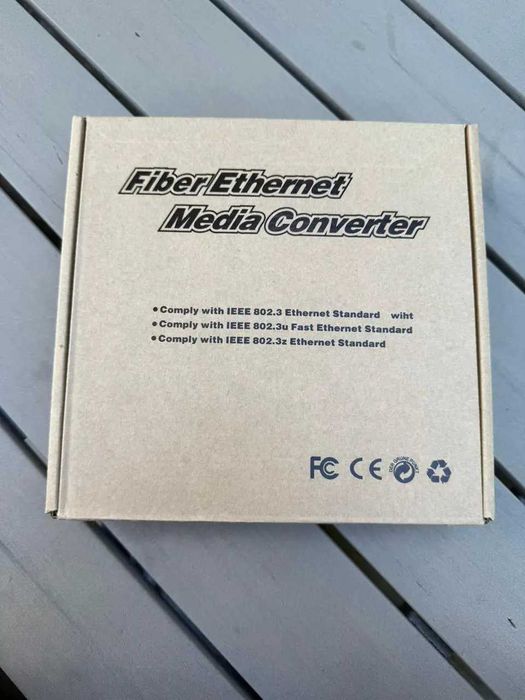 Fiber Ethernet
Media Converter
•Comply with IEEE 802.3 Ethernet Standard wiht
•Comply with IEEE 802.3u Fast Ethernet Standard
•Comply with IEEE 802.3z Ethernet Standard
FC CE